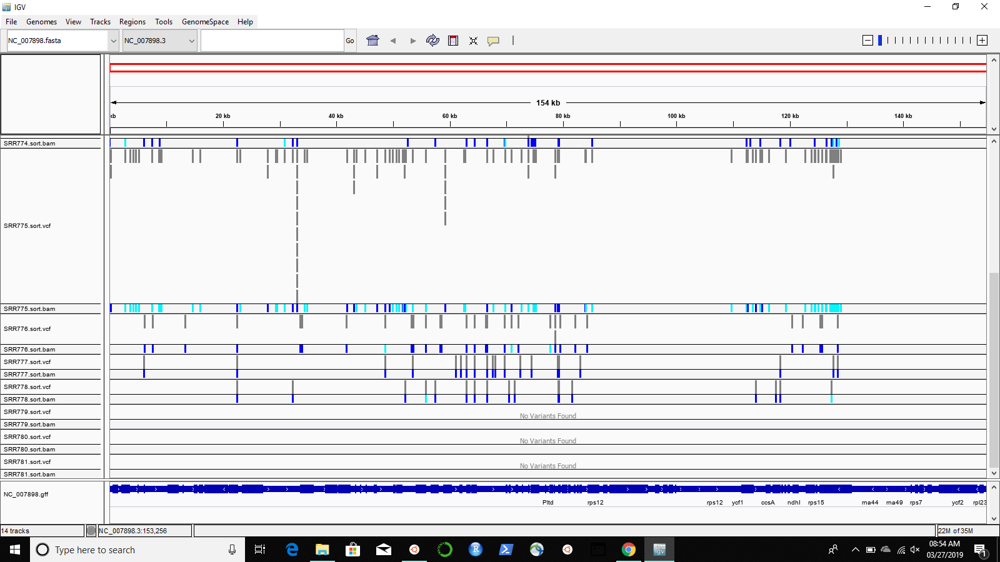 IGV
File Genomes View Tracks Regions Tools GenomeSpace Help
NC_007898.fasta NC_007898.3 Go
154 kb
kb 20 kb 40 kb 60 kb 80 kb 100 kb 120 kb 140 kb
SRR774.sort.bam
SRR775.sort.vcf
SRR775.sort.bam
SRR776.sort.vcf
SRR776.sort.bam
SRR777.sort.vcf
SRR777.sort.bam
SRR778.sort.vcf
SRR778.sort.bam
SRR779.sort.vcf No Variants Found
SRR779.sort.bam
SRR780.sort.vcf No Variants Found
SRR780.sort.bam
SRR781.sort.vcf No Variants Found
SRR781.sort.bam
NC_007898.gff
Pltd rps12 rps12 ycf1 ccsA ndhI rps15 rna44 rna49 rps7 ycf2 rpl23
14 tracks NC_007898.3:153,256 22M of 35M
Type here to search
08:54 AM
03/27/2019
1